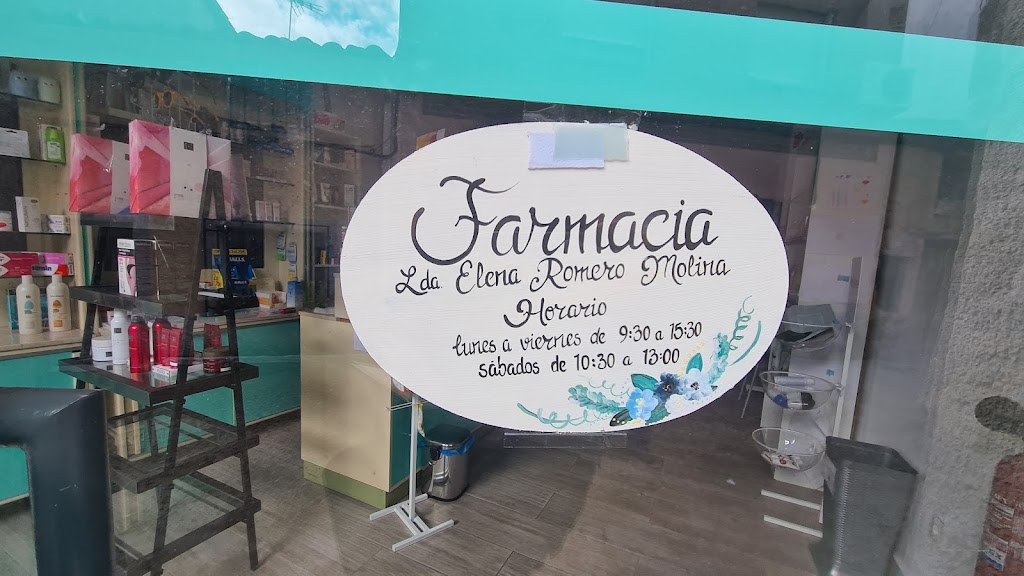 Farmacia
Lda. Elena Romero Molina
Horario
lunes a viernes de 9:30 a 15:30
sábados de 10:30 a 13:00